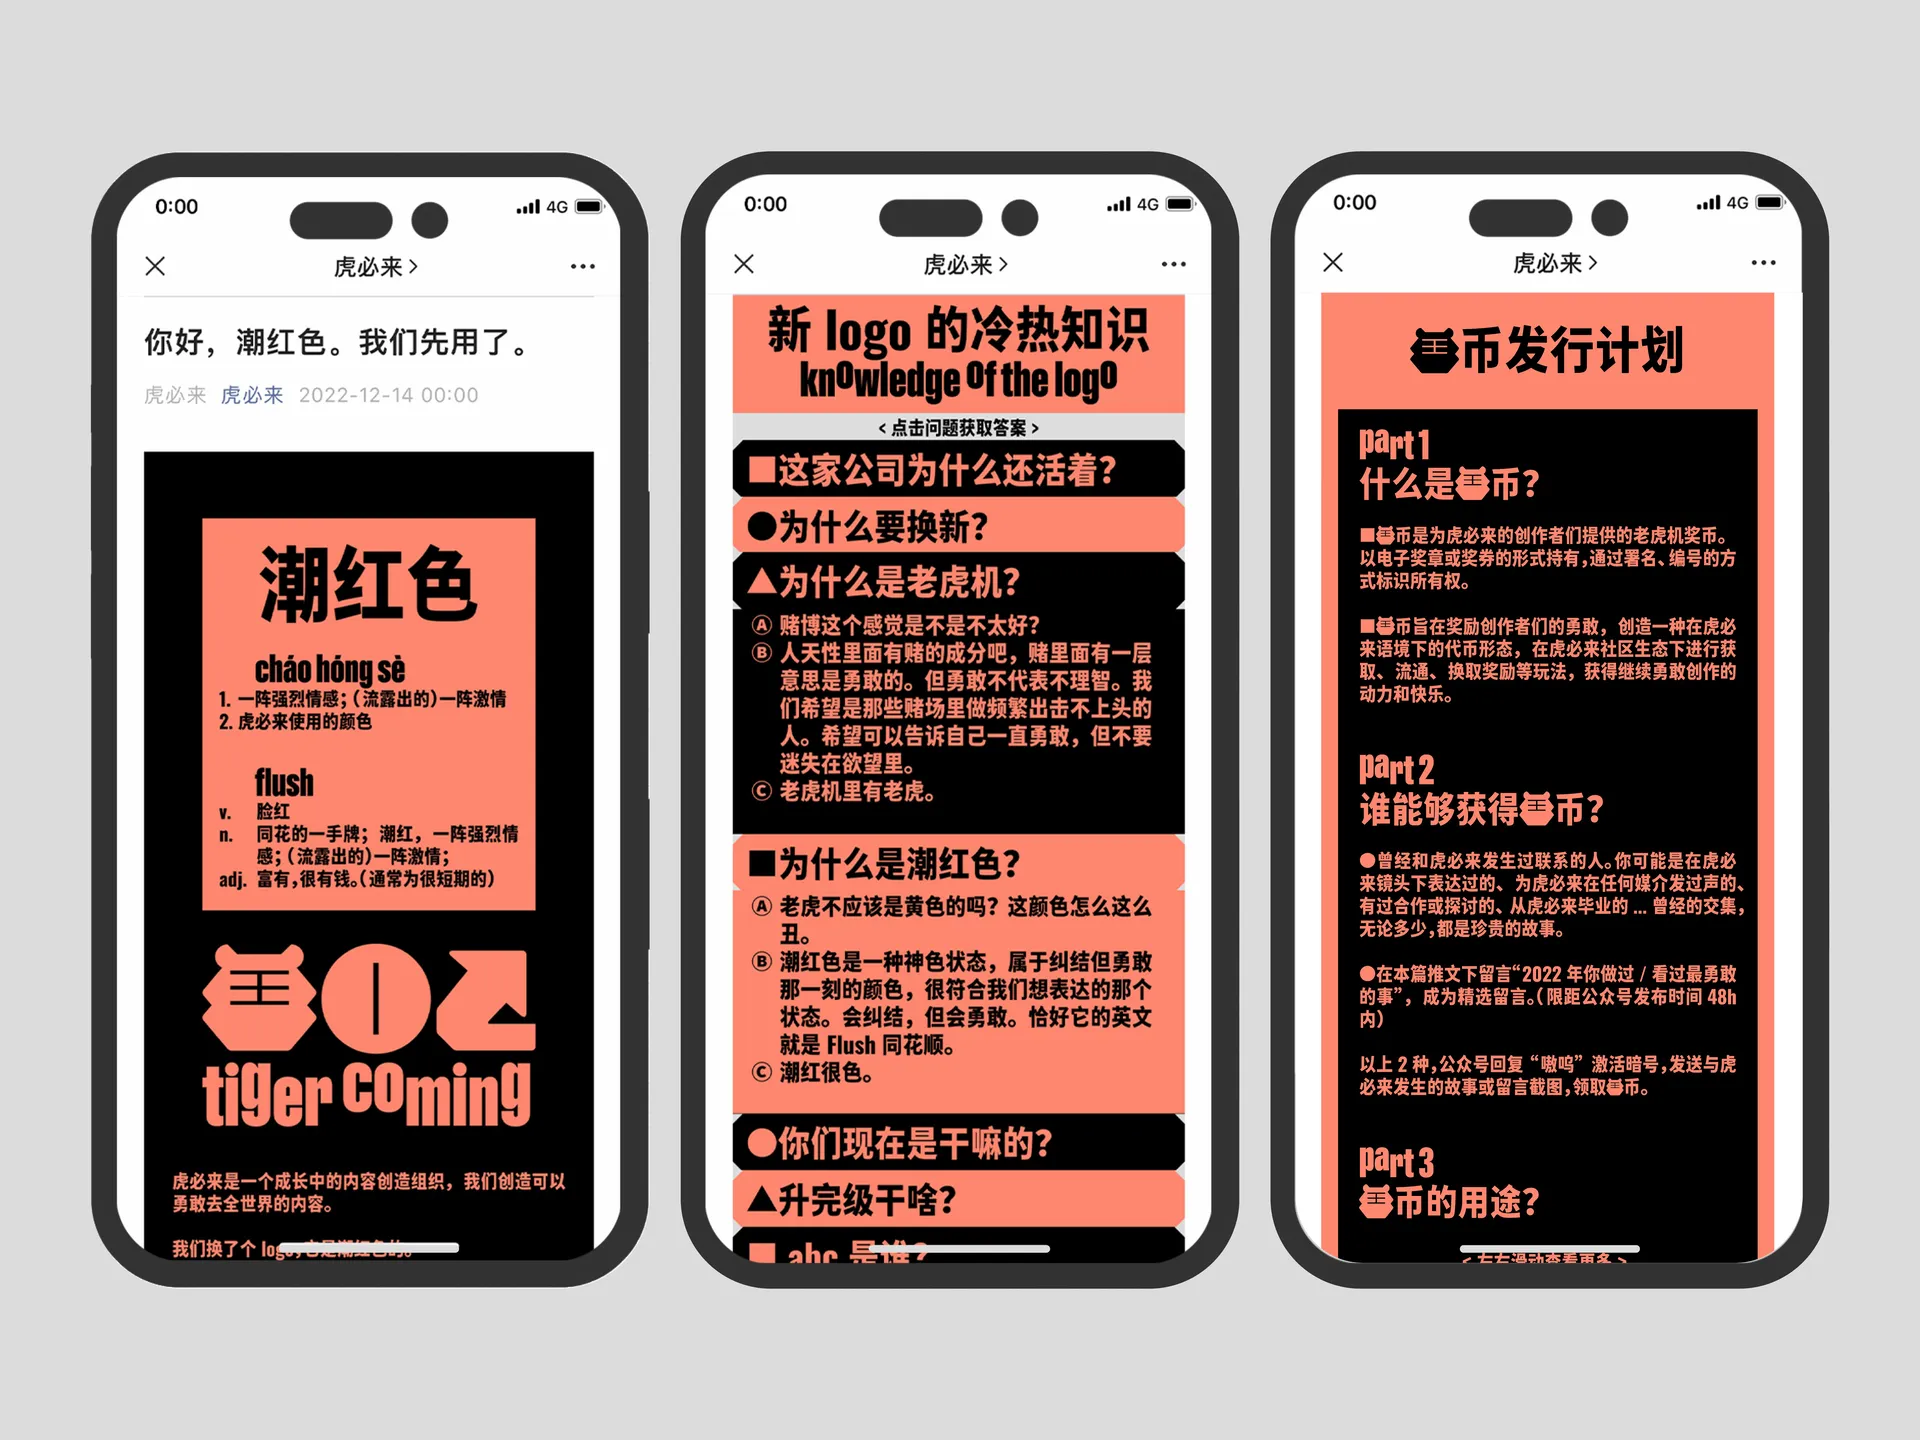 0:00
4G
虎必来
你好，潮红色。我们先用了。
虎必来 虎必来 2022-12-14 00:00
潮红色
cháo hóng sè
1. 一阵强烈情感；（流露出的）一阵激情
2. 虎必来使用的颜色
flush
v. 脸红
n. 同花的一手牌；潮红，一阵强烈情
感；（流露出的）一阵激情；
adj. 富有，很有钱。（通常为很短期的）
王
tiger coming
虎必来是一个成长中的内容创造组织，我们创造可以
勇敢去全世界的内容。
我们换了个 logo，它是潮红色的。
0:00
4G
虎必来
新 logo 的冷热知识
knowledge of the logo
< 点击问题获取答案 >
■这家公司为什么还活着？
●为什么要换新？
▲为什么是老虎机？
Ⓐ 赌博这个感觉是不是不太好？
Ⓑ 人天性里面有赌的成分吧，赌里面有一层
意思是勇敢的。但勇敢不代表不理智。我
们希望是那些赌场里做频繁出击不上头的
人。希望可以告诉自己一直勇敢，但不要
迷失在欲望里。
Ⓒ 老虎机里有老虎。
■为什么是潮红色？
Ⓐ 老虎不应该是黄色的吗？这颜色怎么这么
丑。
Ⓑ 潮红色是一种神色状态，属于纠结但勇敢
那一刻的颜色，很符合我们想表达的那个
状态。会纠结，但会勇敢。恰好它的英文
就是 Flush 同花顺。
Ⓒ 潮红很色。
●你们现在是干嘛的？
▲升完级干啥？
■ abc 是谁？
0:00
4G
虎必来
王币发行计划
part 1
什么是王币？
■王币是为虎必来的创作者们提供的老虎机奖币。
以电子奖章或奖券的形式持有，通过署名、编号的方
式标识所有权。
■王币旨在奖励创作者们的勇敢，创造一种在虎必
来语境下的代币形态，在虎必来社区生态下进行获
取、流通、换取奖励等玩法，获得继续勇敢创作的
动力和快乐。
part 2
谁能够获得王币？
●曾经和虎必来发生过联系的人。你可能是在虎必
来镜头下表达过的、为虎必来在任何媒介发过声的、
有过合作或探讨的、从虎必来毕业的 ... 曾经的交集，
无论多少，都是珍贵的故事。
●在本篇推文下留言“2022 年你做过 / 看过最勇敢
的事”，成为精选留言。（限距公众号发布时间 48h
内）
以上 2 种，公众号回复 “嗷呜” 激活暗号，发送与虎
必来发生的故事或留言截图，领取王币。
part 3
王币的用途？
< 左右滑动查看更多 >